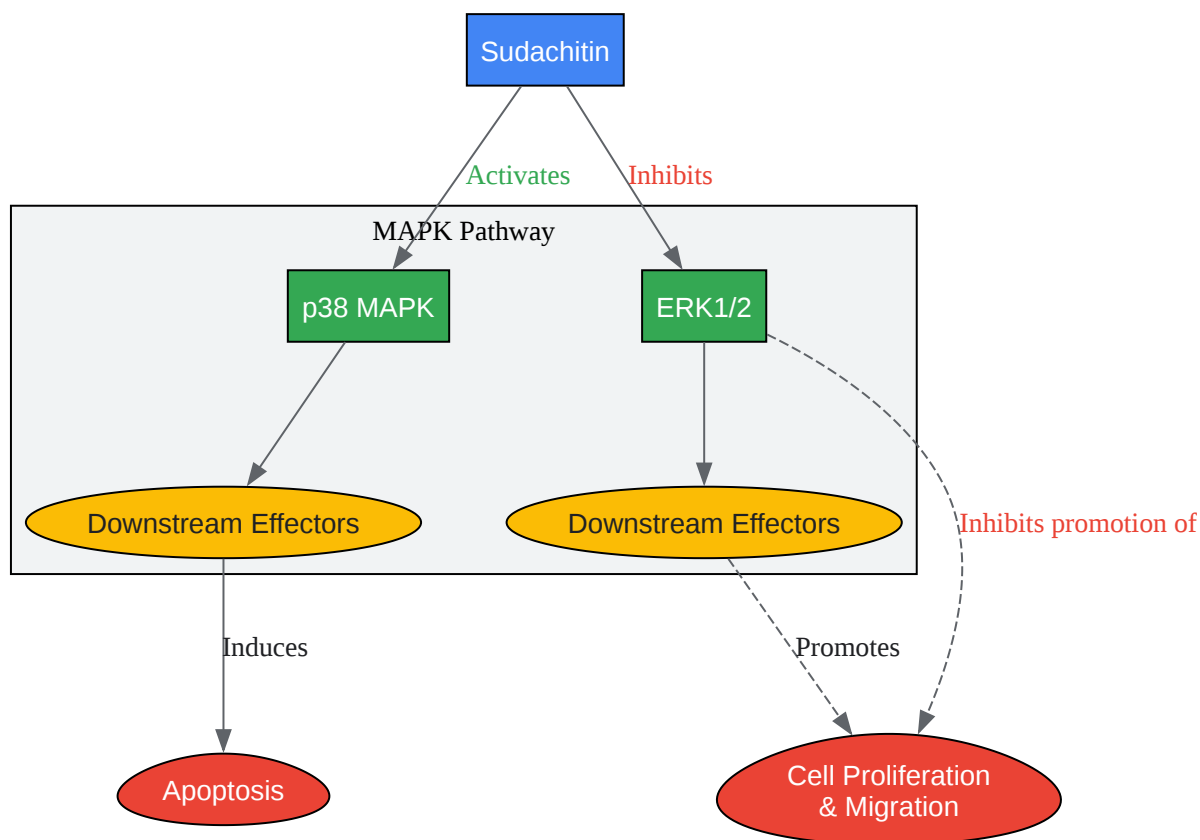 Sudachitin
Activates
Inhibits
MAPK Pathway
p38 MAPK
ERK1/2
Downstream Effectors
Downstream Effectors
Inhibits promotion of
Induces
Promotes
Apoptosis
Cell Proliferation
& Migration